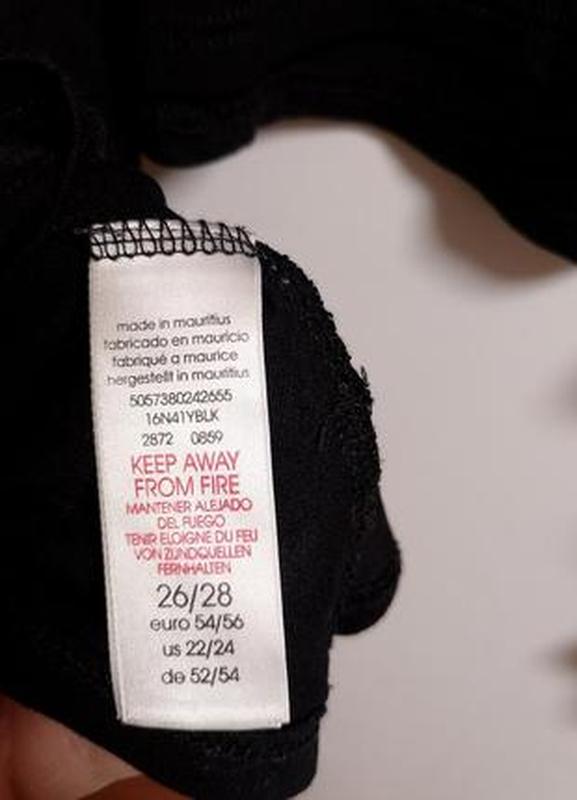 made in mauritius
fabricado en mauricio
fabriqué a maurice
hergestellt in mauritius
5057380242655
16N41YBLK
2872 0859
KEEP AWAY
FROM FIRE
MANTENER ALEJADO
DEL FUEGO
TENIR ELOIGNE DU FEU
VON ZUNDQUELLEN
FERNHALTEN
26/28
euro 54/56
us 22/24
de 52/54